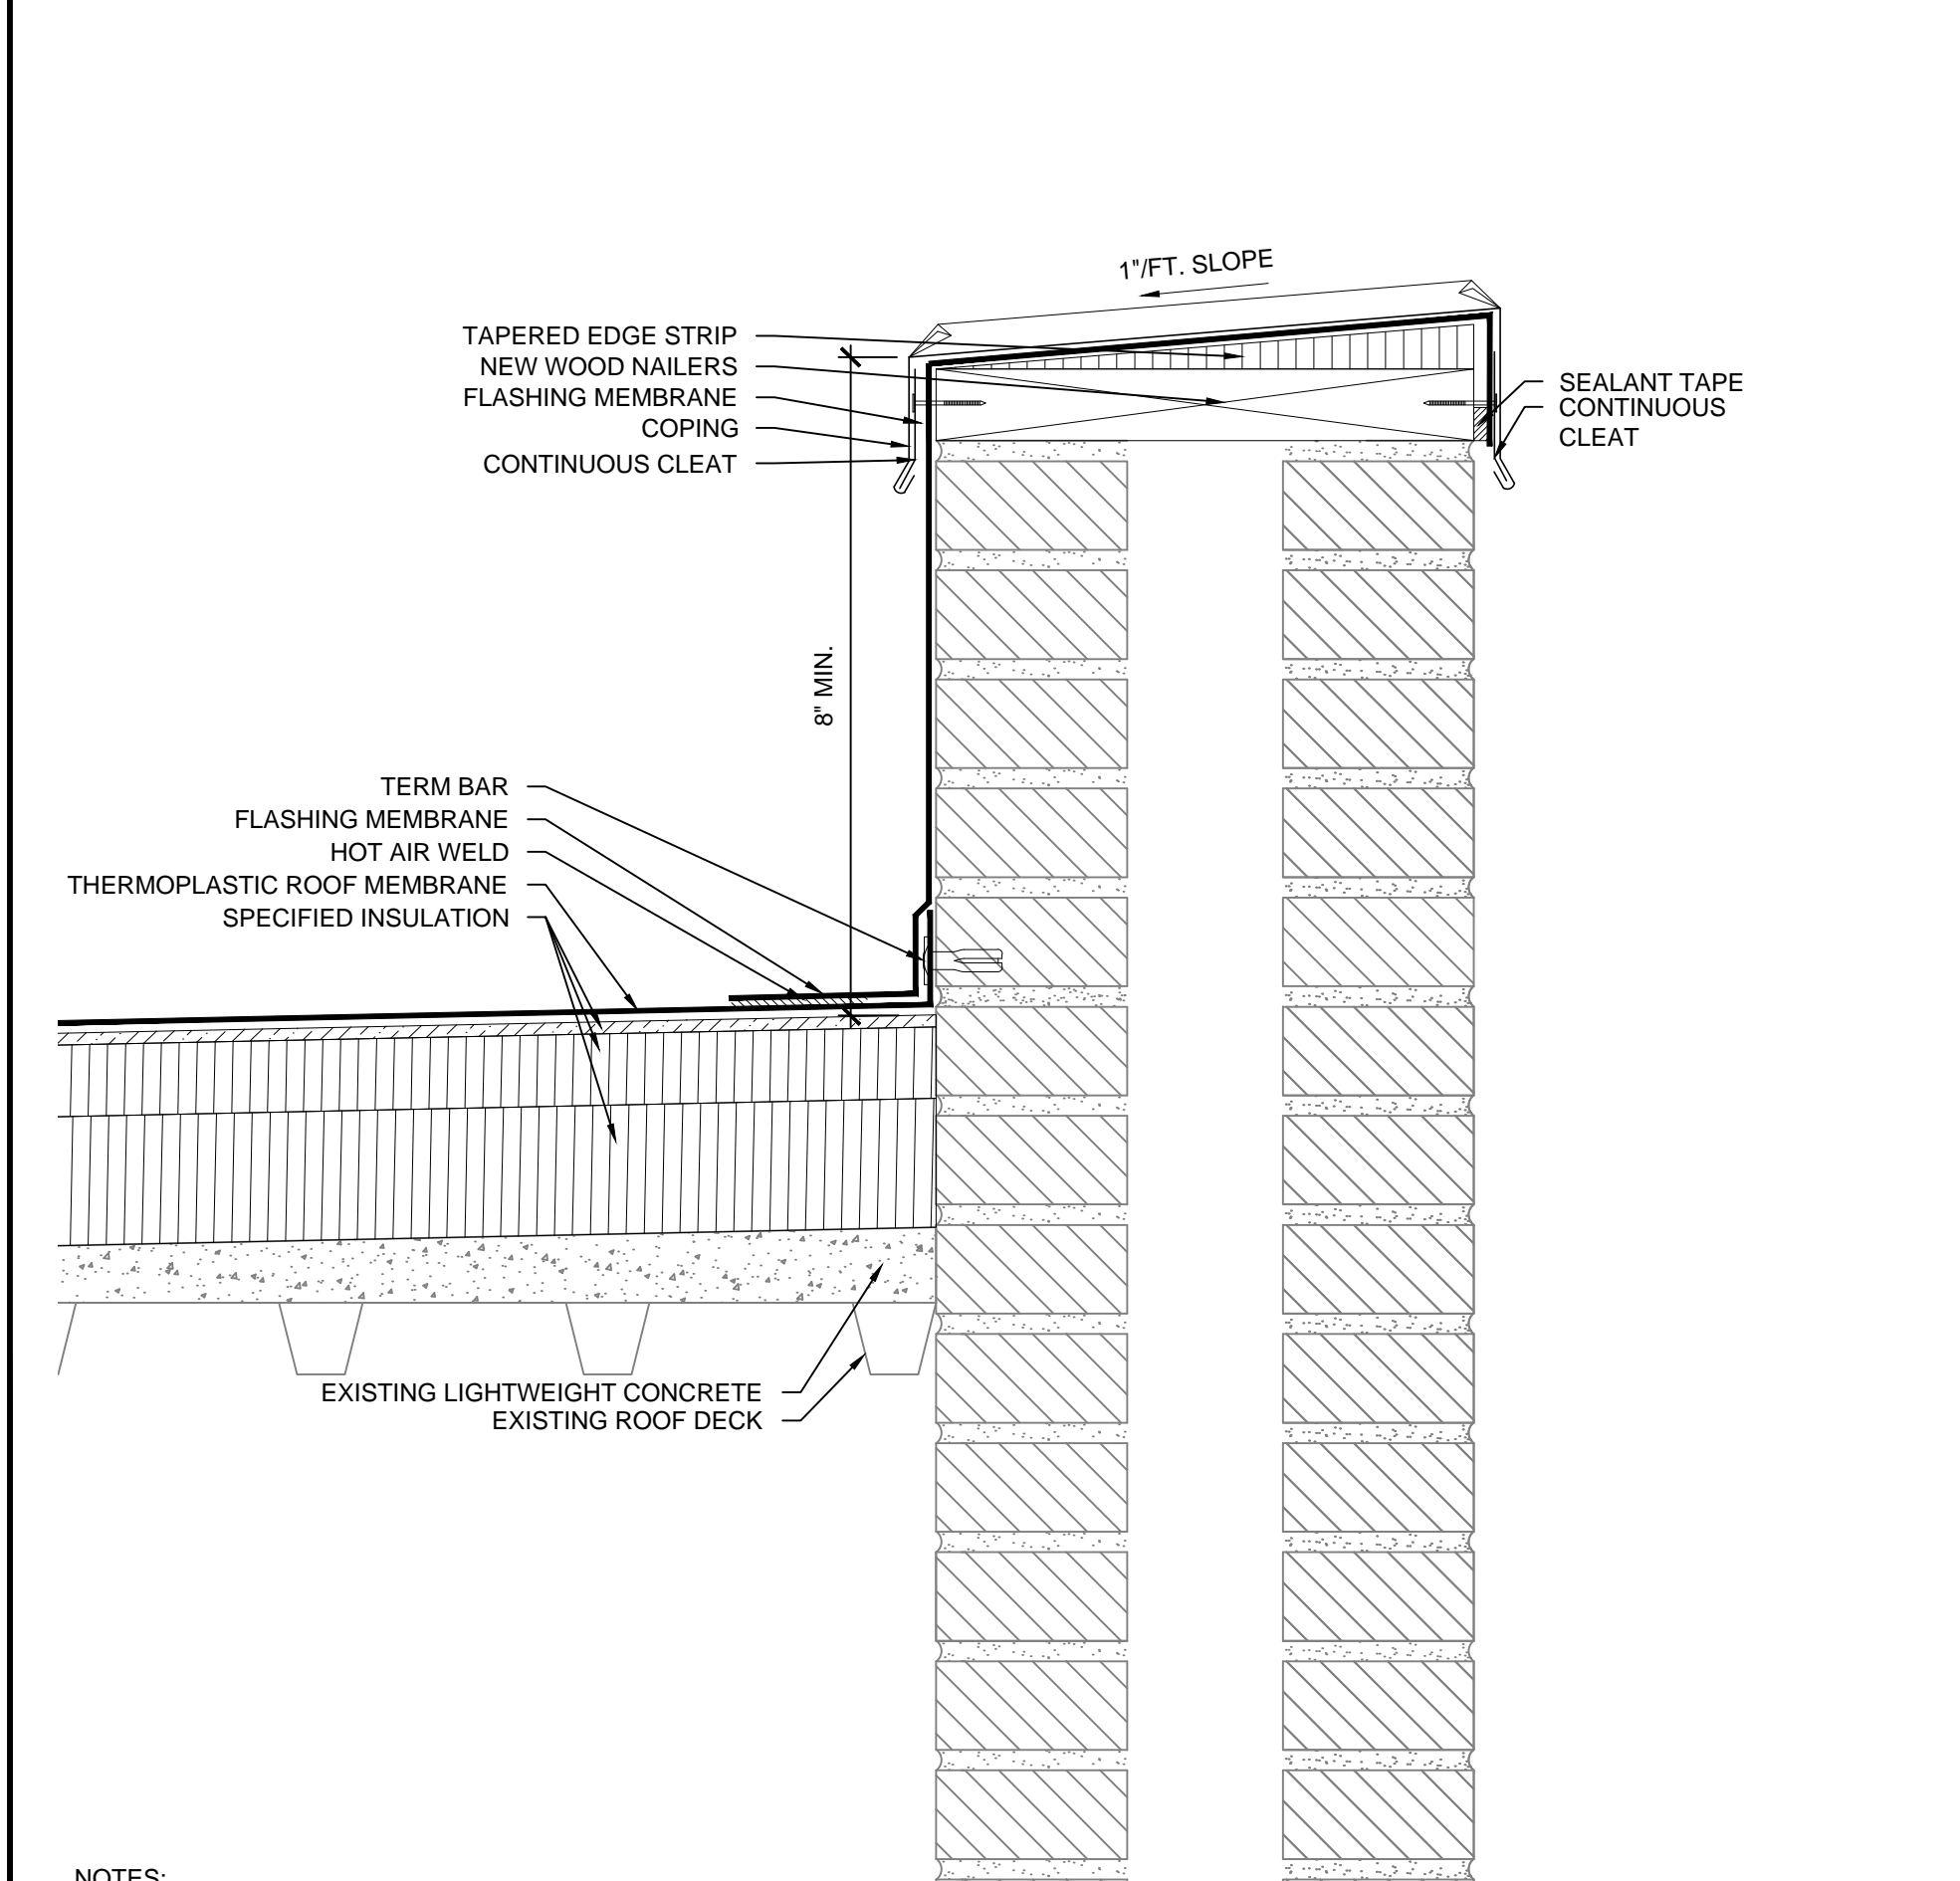 1"/FT. SLOPE
TAPERED EDGE STRIP
NEW WOOD NAILERS
FLASHING MEMBRANE
COPING
CONTINUOUS CLEAT
SEALANT TAPE
CONTINUOUS
CLEAT
8" MIN.
TERM BAR
FLASHING MEMBRANE
HOT AIR WELD
THERMOPLASTIC ROOF MEMBRANE
SPECIFIED INSULATION
EXISTING LIGHTWEIGHT CONCRETE
EXISTING ROOF DECK
NOTES: